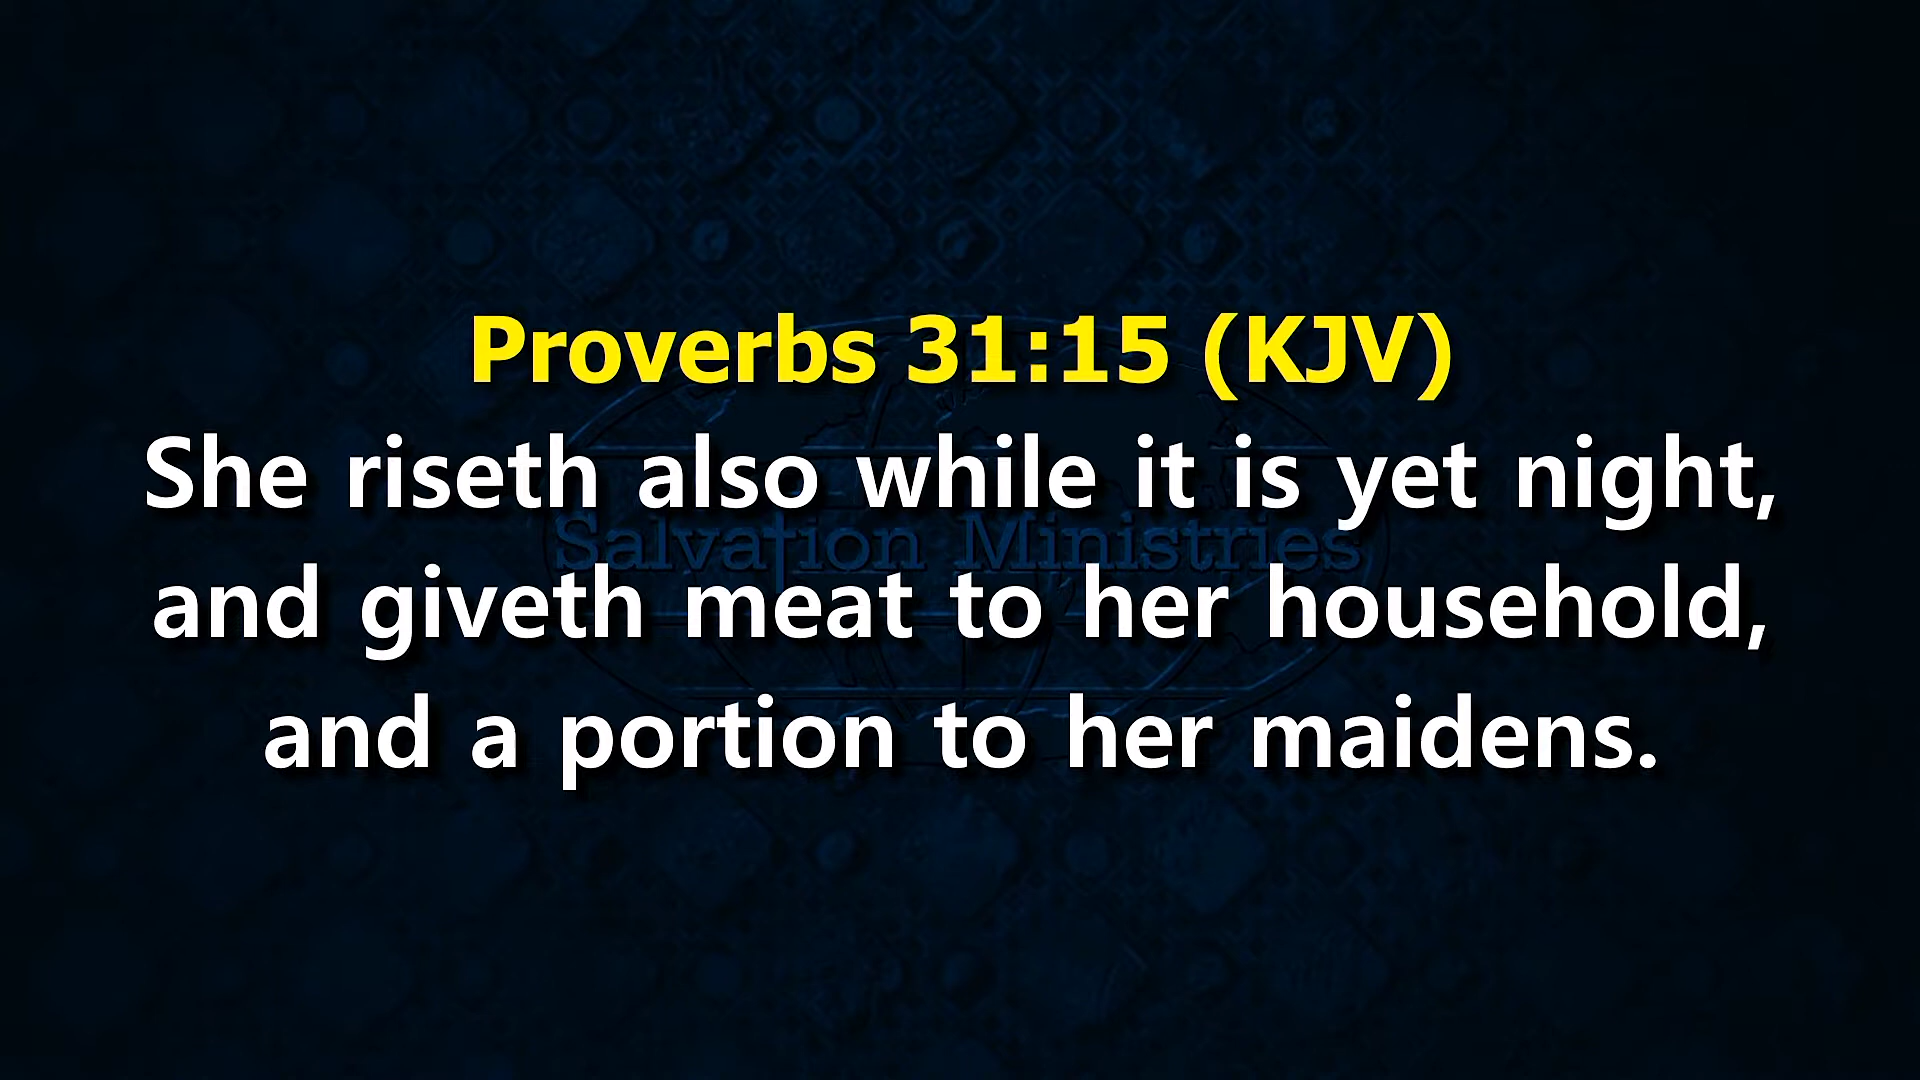 Proverbs 31:15 (KJV)
She riseth also while it is yet night,
Salvation Ministries
and giveth meat to her household,
and a portion to her maidens.